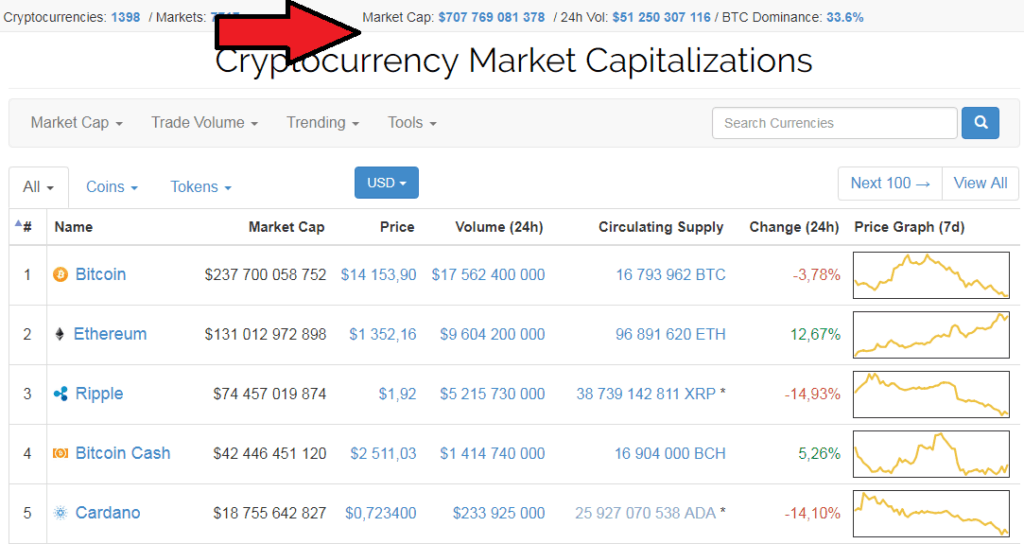 Cryptocurrencies: 1398 / Markets: Market Cap: $707 769 081 378 / 24h Vol: $51 250 307 116 / BTC Dominance: 33.6%
Cryptocurrency Market Capitalizations
Market Cap Trade Volume Trending Tools Search Currencies
All Coins Tokens USD Next 100 → View All
# Name Market Cap Price Volume (24h) Circulating Supply Change (24h) Price Graph (7d)
1 Bitcoin $237 700 058 752 $14 153,90 $17 562 400 000 16 793 962 BTC -3,78%
2 Ethereum $131 012 972 898 $1 352,16 $9 604 200 000 96 891 620 ETH 12,67%
3 Ripple $74 457 019 874 $1,92 $5 215 730 000 38 739 142 811 XRP * -14,93%
4 Bitcoin Cash $42 446 451 120 $2 511,03 $1 414 740 000 16 904 000 BCH 5,26%
5 Cardano $18 755 642 827 $0,723400 $233 925 000 25 927 070 538 ADA * -14,10%